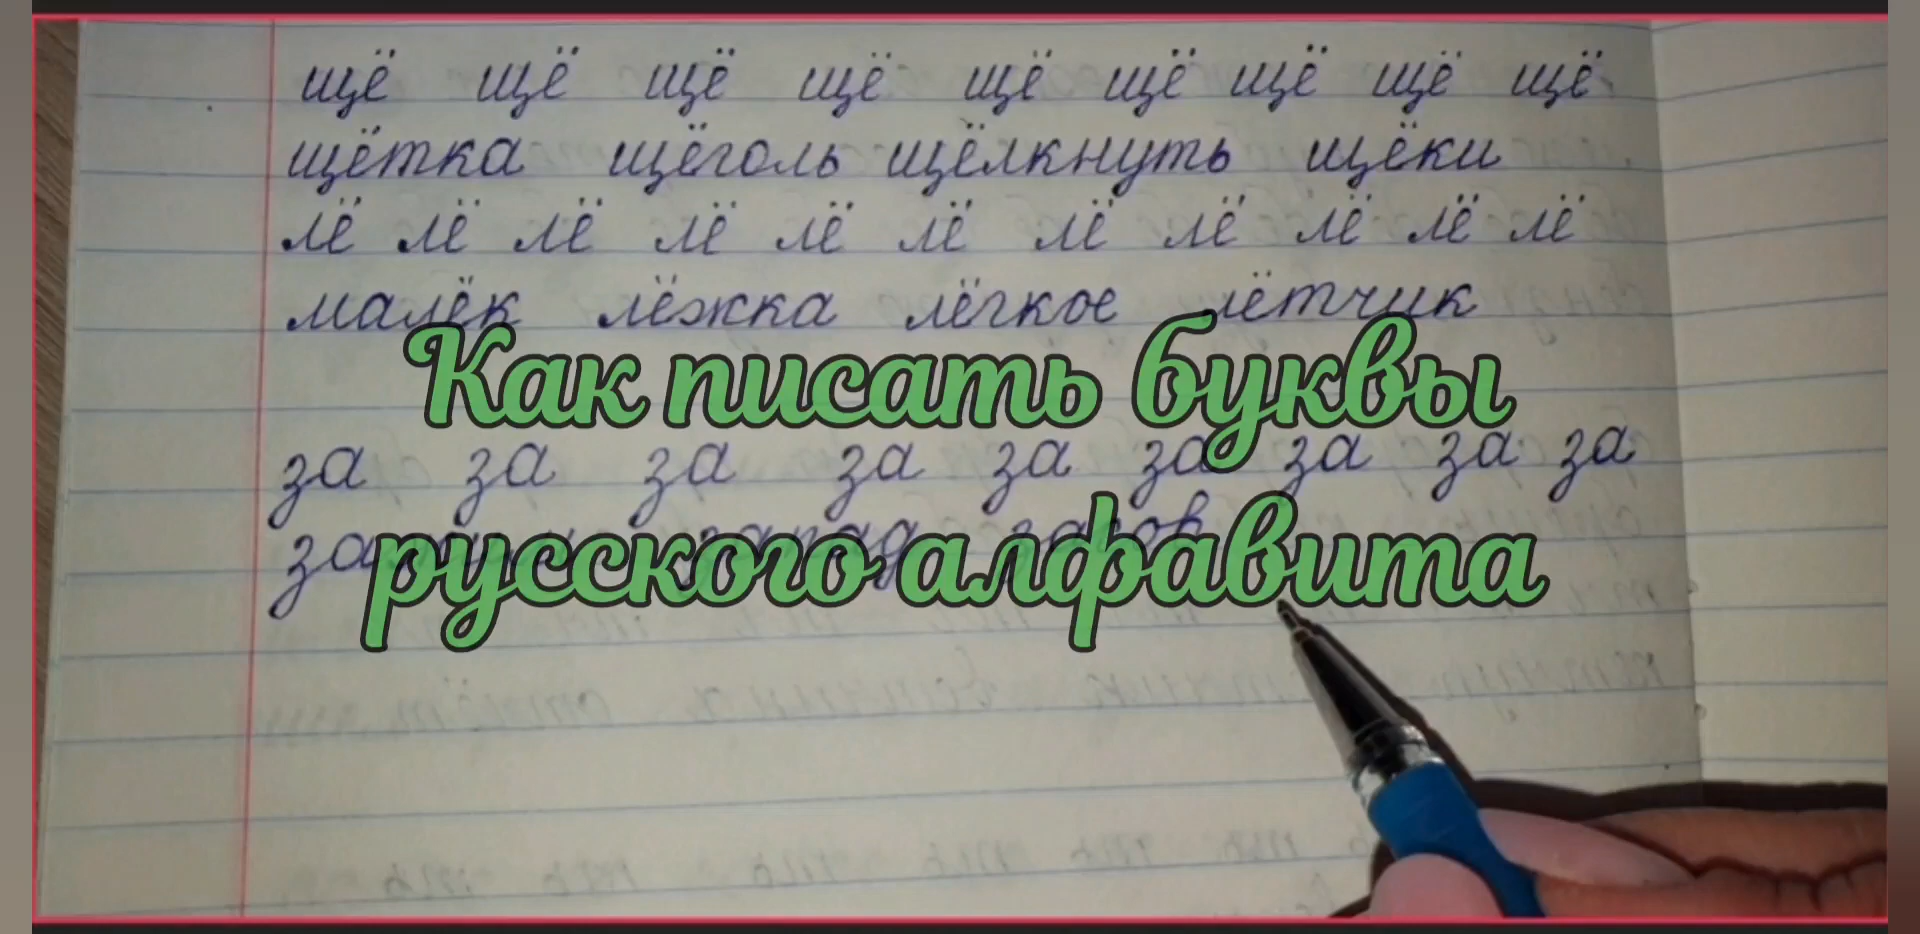 щё щё щё щё щё щё щё щё щё
щётка щёголь щёлкнуть щёки
лё лё лё лё лё лё лё лё лё лё лё
малёк лёжка лёгкое лётчик
Как писать буквы
за за за за за за за за за
запад
русского алфавита